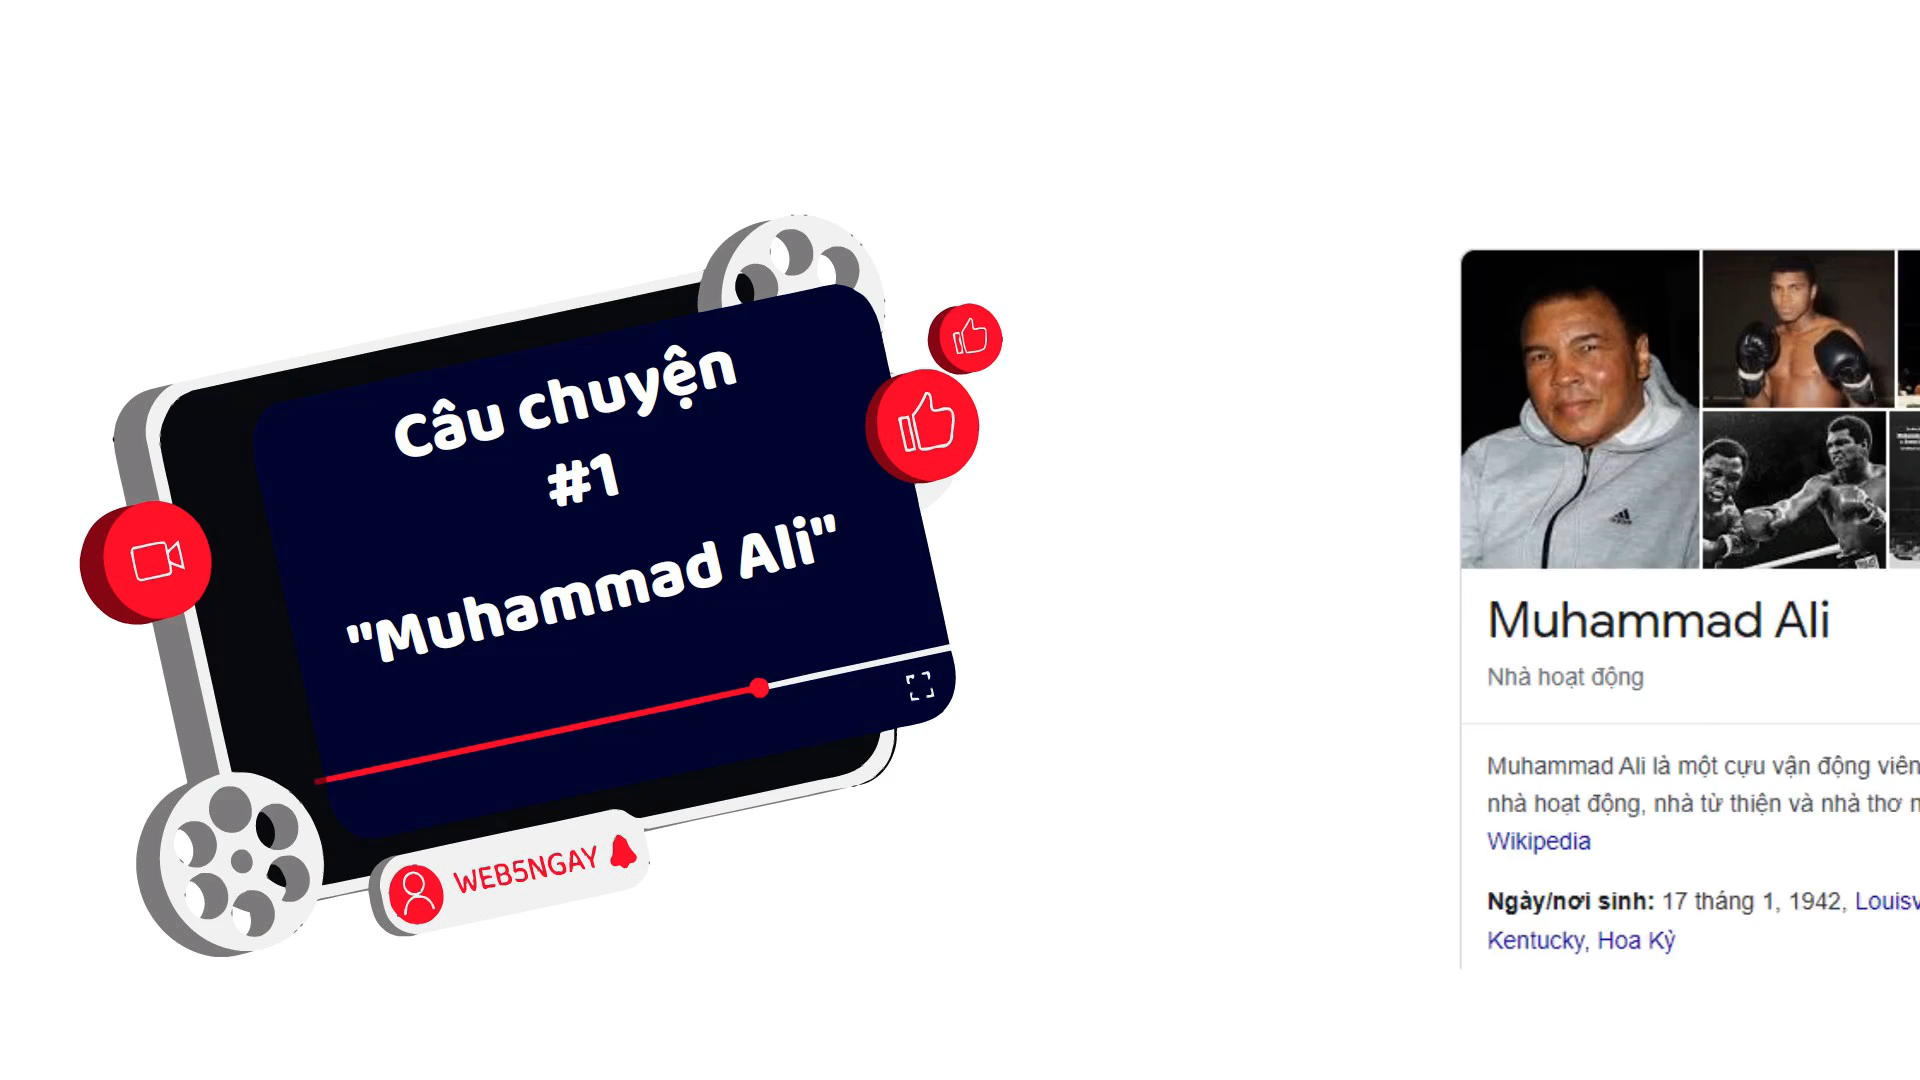 Câu chuyện
#1
"Muhammad Ali"
WEB5NGAY
Muhammad Ali
Nhà hoạt động
Muhammad Ali là một cựu vận động viên
nhà hoạt động, nhà từ thiện và nhà thơ
Wikipedia
Ngày/nơi sinh: 17 tháng 1, 1942,
Kentucky, Hoa Kỳ